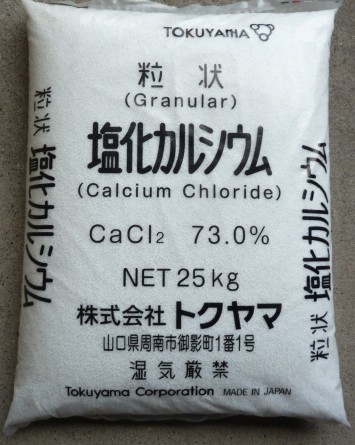 TOKUYAMA
粒状
(Granular)
塩化カルシウム
(Calcium Chloride)
CaCl₂ 73.0%
NET 25kg
株式会社トクヤマ
山口県周南市御影町1番1号
湿気厳禁
Tokuyama Corporation MADE IN JAPAN
粒状 塩化カルシウム
粒状 塩化カルシウム